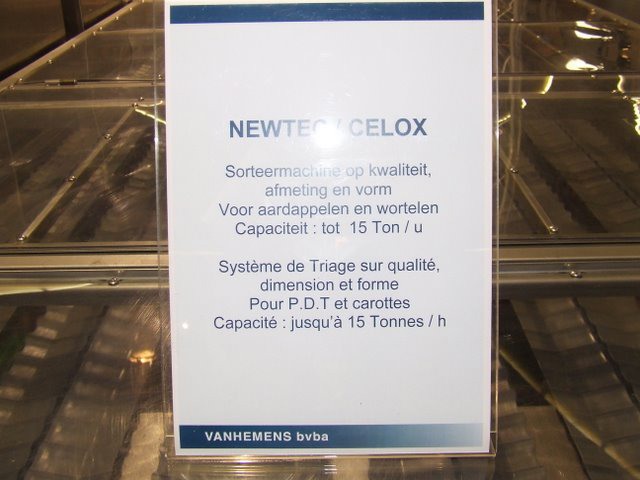 NEWTEC / CELOX
Sorteermachine op kwaliteit,
afmeting en vorm
Voor aardappelen en wortelen
Capaciteit : tot 15 Ton / u
Système de Triage sur qualité,
dimension et forme
Pour P.D.T et carottes
Capacité : jusqu'à 15 Tonnes / h
VANHEMENS bvba